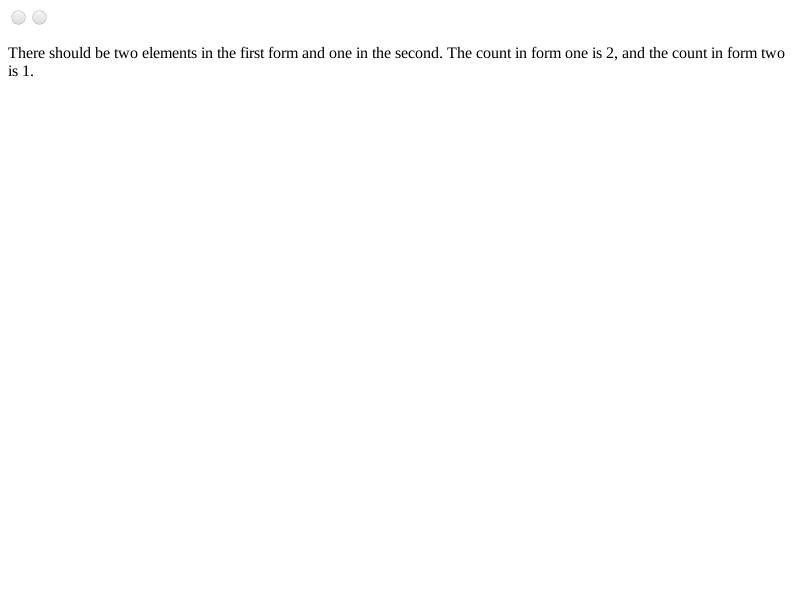 There should be two elements in the first form and one in the second. The count in form one is 2, and the count in form two
is 1.